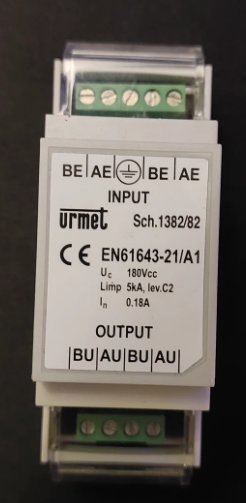 BE AE BE AE
INPUT
urmet Sch.1382/82
CE EN61643-21/A1
Uc 180Vcc
Limp 5kA, lev.C2
In 0.18A
OUTPUT
BU AU BU AU